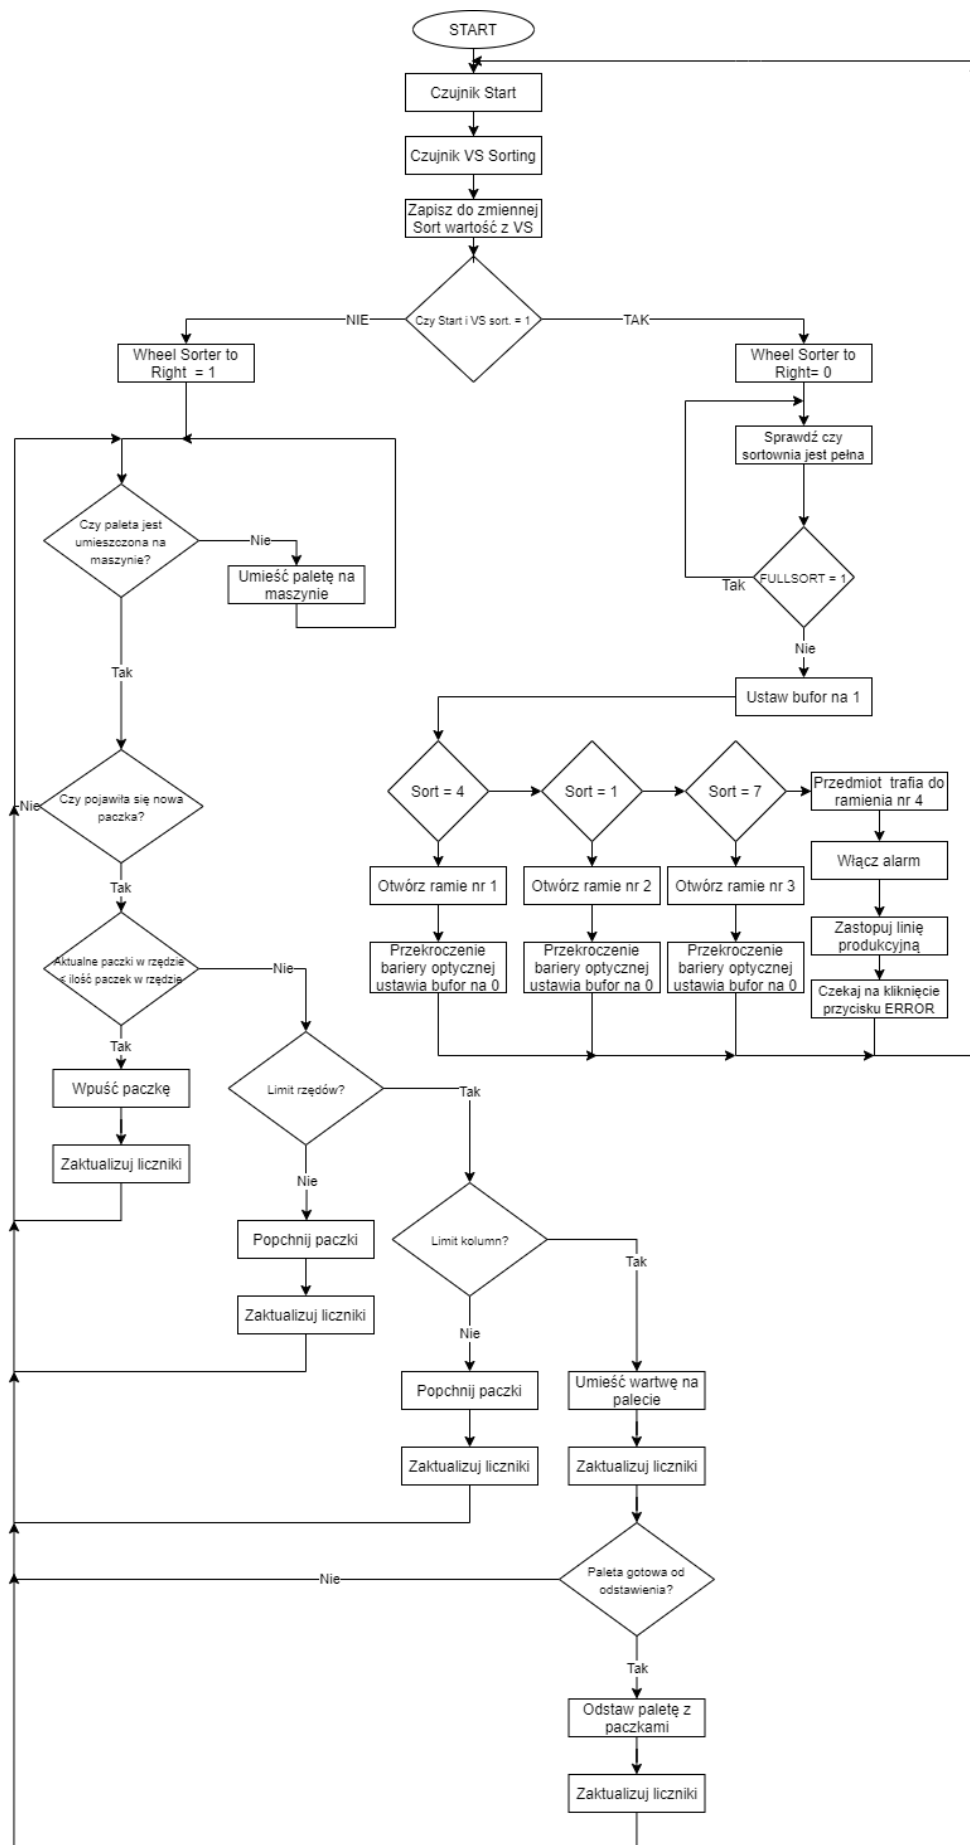 START
Czujnik Start
Czujnik VS Sorting
Zapisz do zmiennej
Sort wartość z VS
Czy Start i VS sort. = 1
NIE
TAK
Wheel Sorter to
Right = 1
Wheel Sorter to
Right= 0
Sprawdź czy
sortownia jest pełna
Czy paleta jest
umieszczona na
maszynie?
Nie
Umieść paletę na
maszynie
FULLSORT = 1
Tak
Nie
Tak
Ustaw bufor na 1
Czy pojawiła się nowa
paczka?
Nie
Tak
Sort = 4
Sort = 1
Sort = 7
Przedmiot trafia do
ramienia nr 4
Otwórz ramie nr 1
Otwórz ramie nr 2
Otwórz ramie nr 3
Włącz alarm
Przekroczenie
bariery optycznej
ustawia bufor na 0
Przekroczenie
bariery optycznej
ustawia bufor na 0
Przekroczenie
bariery optycznej
ustawia bufor na 0
Zastopuj linię
produkcyjną
Czekaj na kliknięcie
przycisku ERROR
Aktualne paczki w rzędzie
< ilość paczek w rzędzie
Nie
Tak
Wpuść paczkę
Zaktualizuj liczniki
Limit rzędów?
Tak
Nie
Popchnij paczki
Zaktualizuj liczniki
Limit kolumn?
Tak
Nie
Popchnij paczki
Zaktualizuj liczniki
Umieść wartwę na
palecie
Zaktualizuj liczniki
Paleta gotowa od
odstawienia?
Nie
Tak
Odstaw paletę z
paczkami
Zaktualizuj liczniki